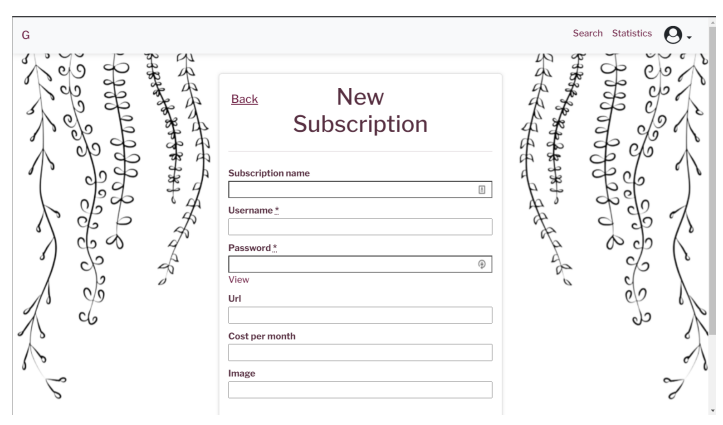 G
Search Statistics
Back
New
Subscription
Subscription name
Username *
Password *
View
Url
Cost per month
Image